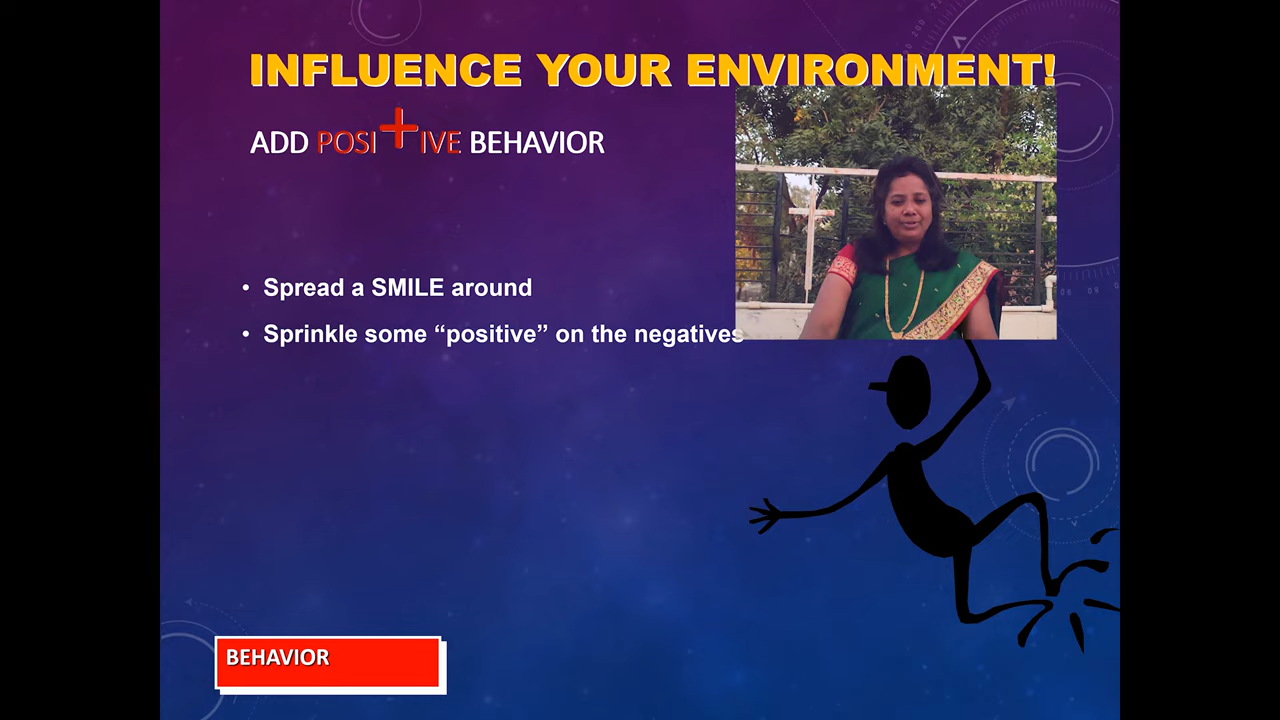 INFLUENCE YOUR ENVIRONMENT!
ADD POSI+IVE BEHAVIOR
• Spread a SMILE around
• Sprinkle some “positive” on the negatives
BEHAVIOR